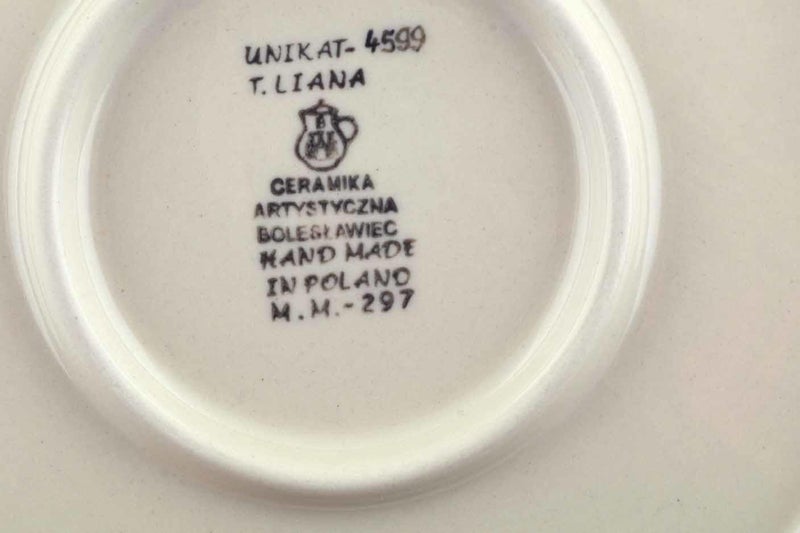 UNIKAT- 4599
T. LIANA
CERAMIKA
ARTYSTYCZNA
BOLESŁAWIEC
HAND MADE
IN POLAND
M.M.-297